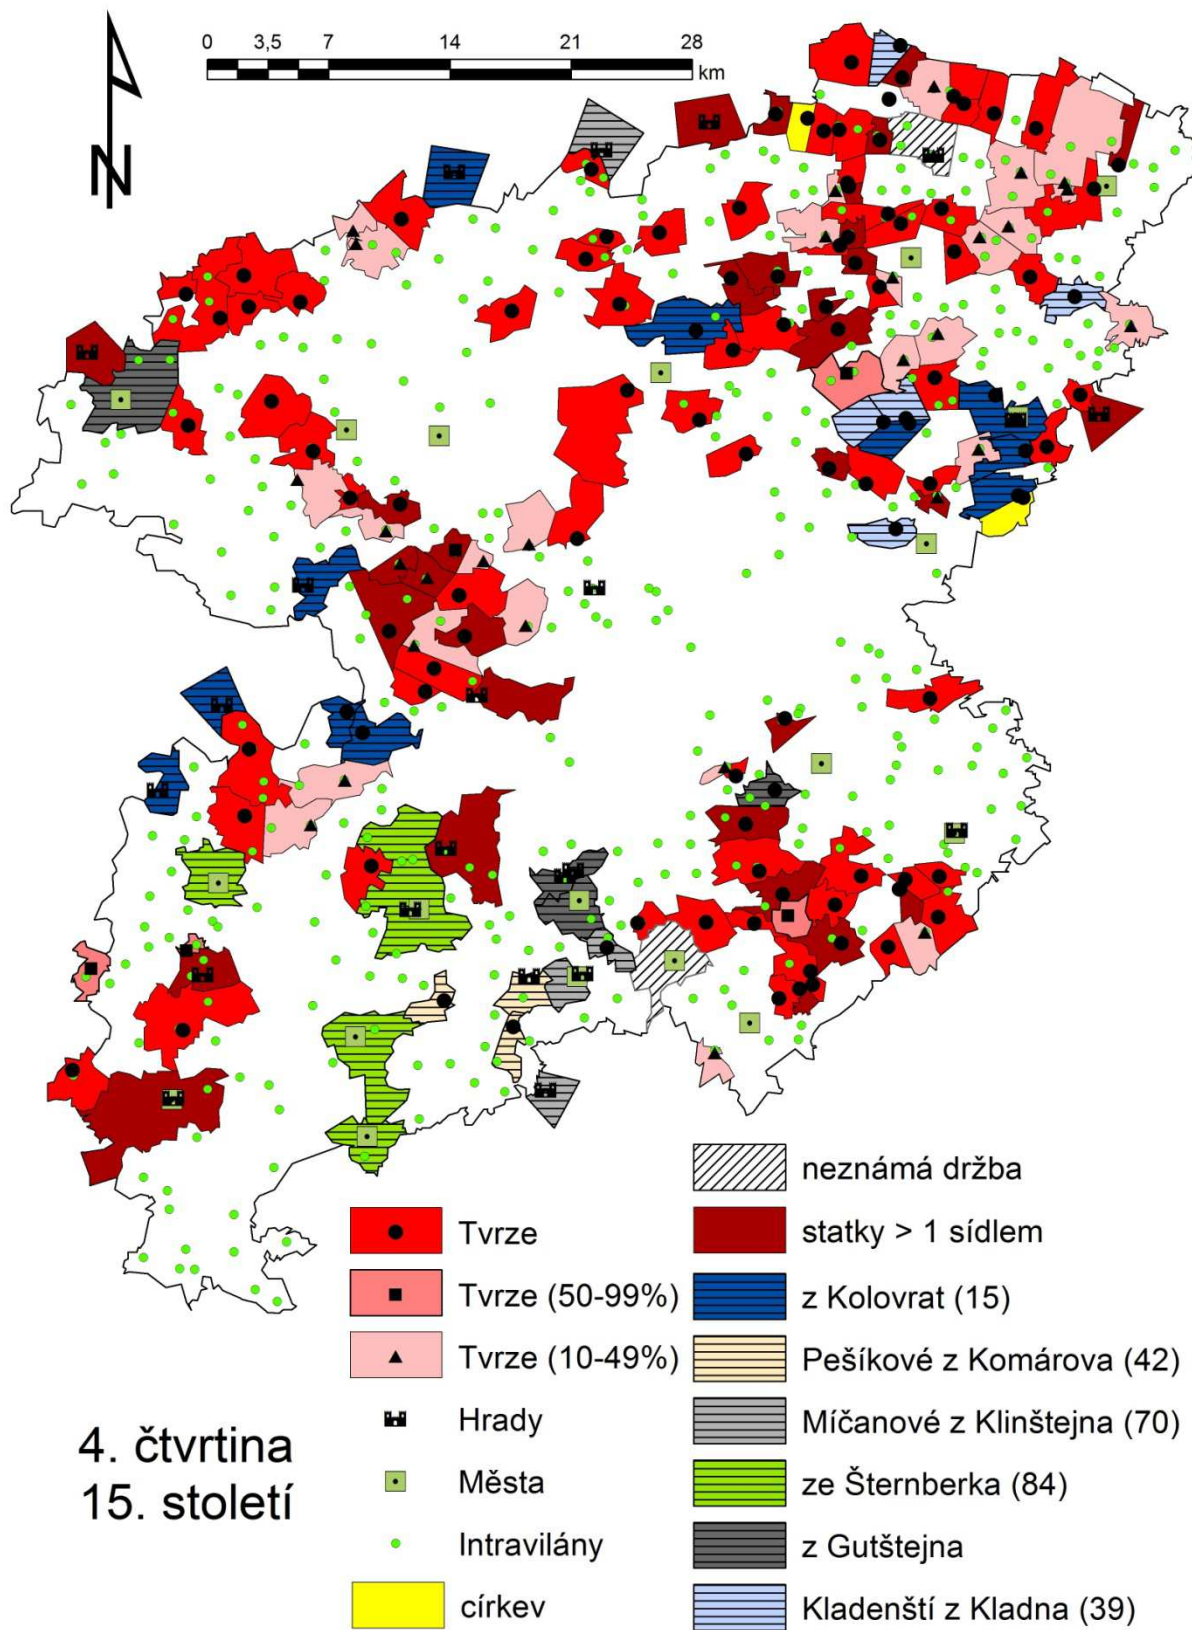 0 3,5 7 14 21 28
km
N
neznámá držba
Tvrze
statky > 1 sídlem
Tvrze (50-99%)
z Kolovrat (15)
Tvrze (10-49%)
Pešíkové z Komárova (42)
Hrady
Míčanové z Klinštejna (70)
4. čtvrtina
15. století
Města
ze Šternberka (84)
Intravilány
z Gutštejna
církev
Kladenští z Kladna (39)